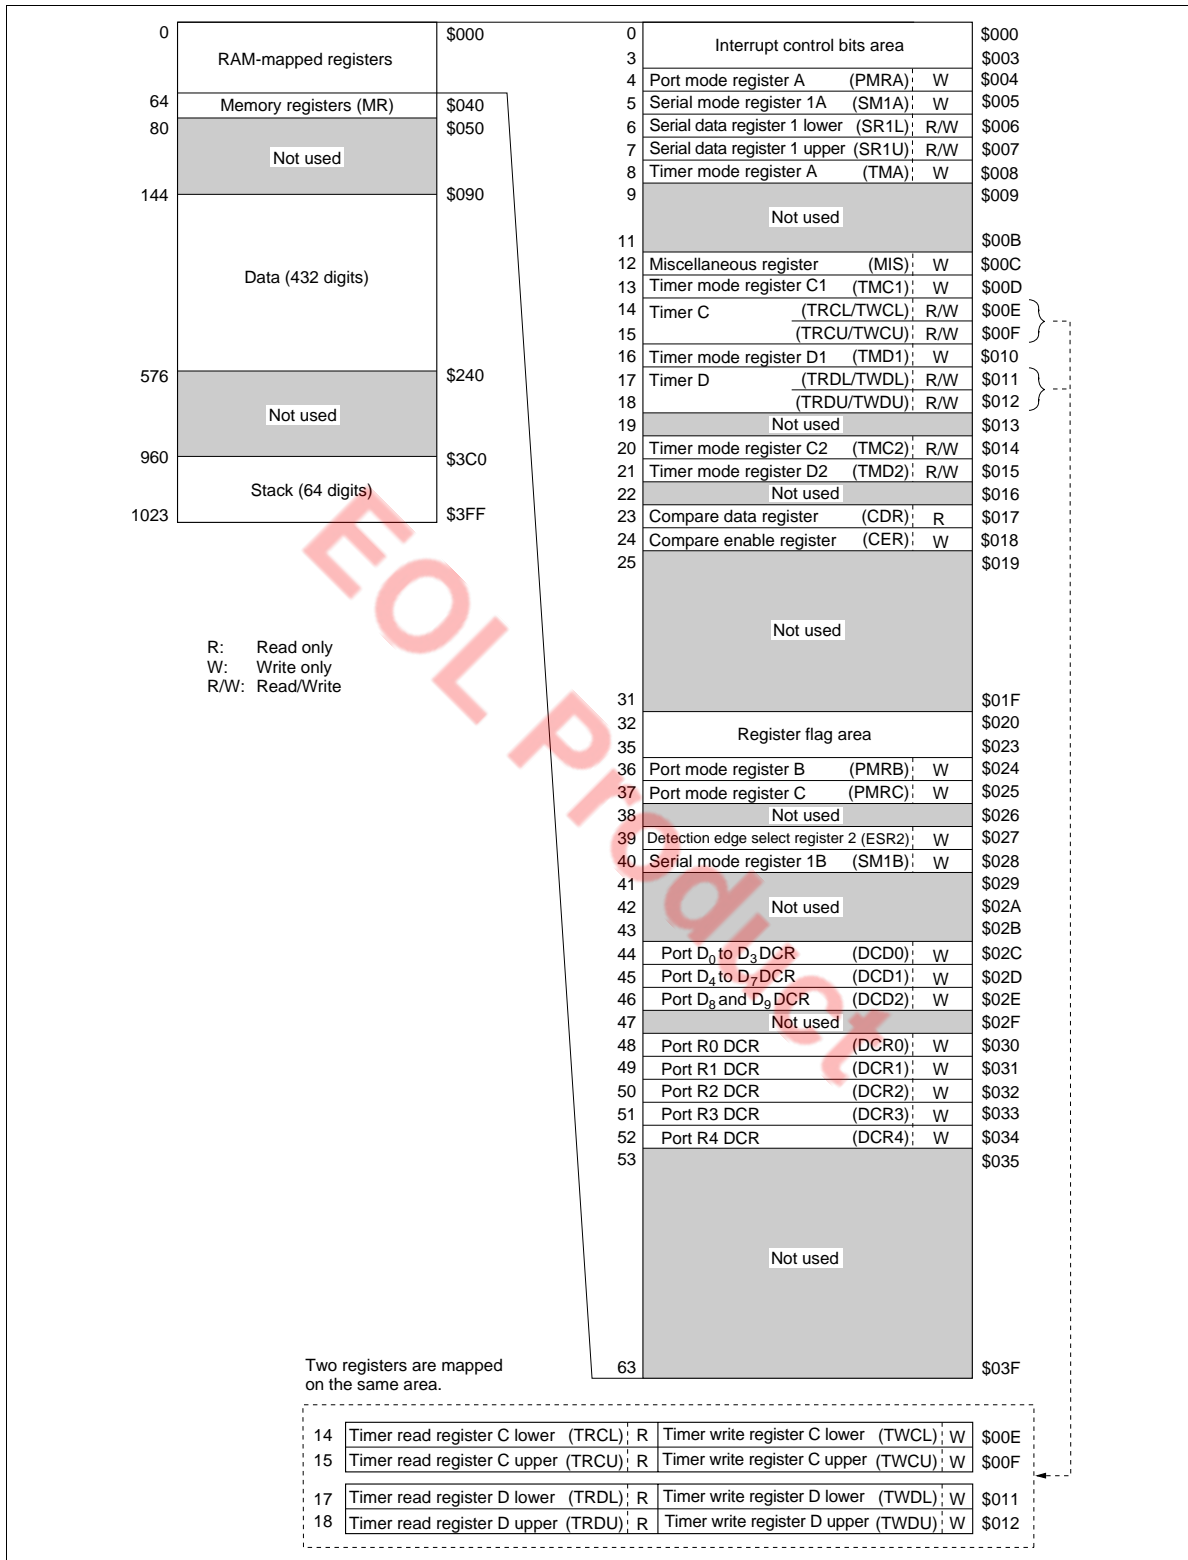 0 $000
RAM-mapped registers
64 Memory registers (MR) $040
80 $050
Not used
144 $090
Data (432 digits)
576 $240
Not used
960 $3C0
Stack (64 digits)
1023 $3FF
R: Read only
W: Write only
R/W: Read/Write
0 $000
Interrupt control bits area
3 $003
4 Port mode register A (PMRA) W $004
5 Serial mode register 1A (SM1A) W $005
6 Serial data register 1 lower (SR1L) R/W $006
7 Serial data register 1 upper (SR1U) R/W $007
8 Timer mode register A (TMA) W $008
9 $009
Not used
11 $00B
12 Miscellaneous register (MIS) W $00C
13 Timer mode register C1 (TMC1) W $00D
14 Timer C (TRCL/TWCL) R/W $00E
15 (TRCU/TWCU) R/W $00F
16 Timer mode register D1 (TMD1) W $010
17 Timer D (TRDL/TWDL) R/W $011
18 (TRDU/TWDU) R/W $012
19 Not used $013
20 Timer mode register C2 (TMC2) R/W $014
21 Timer mode register D2 (TMD2) R/W $015
22 Not used $016
23 Compare data register (CDR) R $017
24 Compare enable register (CER) W $018
25 $019
Not used
31 $01F
32 $020
Register flag area
35 $023
36 Port mode register B (PMRB) W $024
37 Port mode register C (PMRC) W $025
38 Not used $026
39 Detection edge select register 2 (ESR2) W $027
40 Serial mode register 1B (SM1B) W $028
41 $029
42 Not used $02A
43 $02B
44 Port D0 to D3 DCR (DCD0) W $02C
45 Port D4 to D7 DCR (DCD1) W $02D
46 Port D8 and D9 DCR (DCD2) W $02E
47 Not used $02F
48 Port R0 DCR (DCR0) W $030
49 Port R1 DCR (DCR1) W $031
50 Port R2 DCR (DCR2) W $032
51 Port R3 DCR (DCR3) W $033
52 Port R4 DCR (DCR4) W $034
53 $035
Not used
63 $03F
Two registers are mapped
on the same area.
14 Timer read register C lower (TRCL) R Timer write register C lower (TWCL) W $00E
15 Timer read register C upper (TRCU) R Timer write register C upper (TWCU) W $00F
17 Timer read register D lower (TRDL) R Timer write register D lower (TWDL) W $011
18 Timer read register D upper (TRDU) R Timer write register D upper (TWDU) W $012
EOL Product